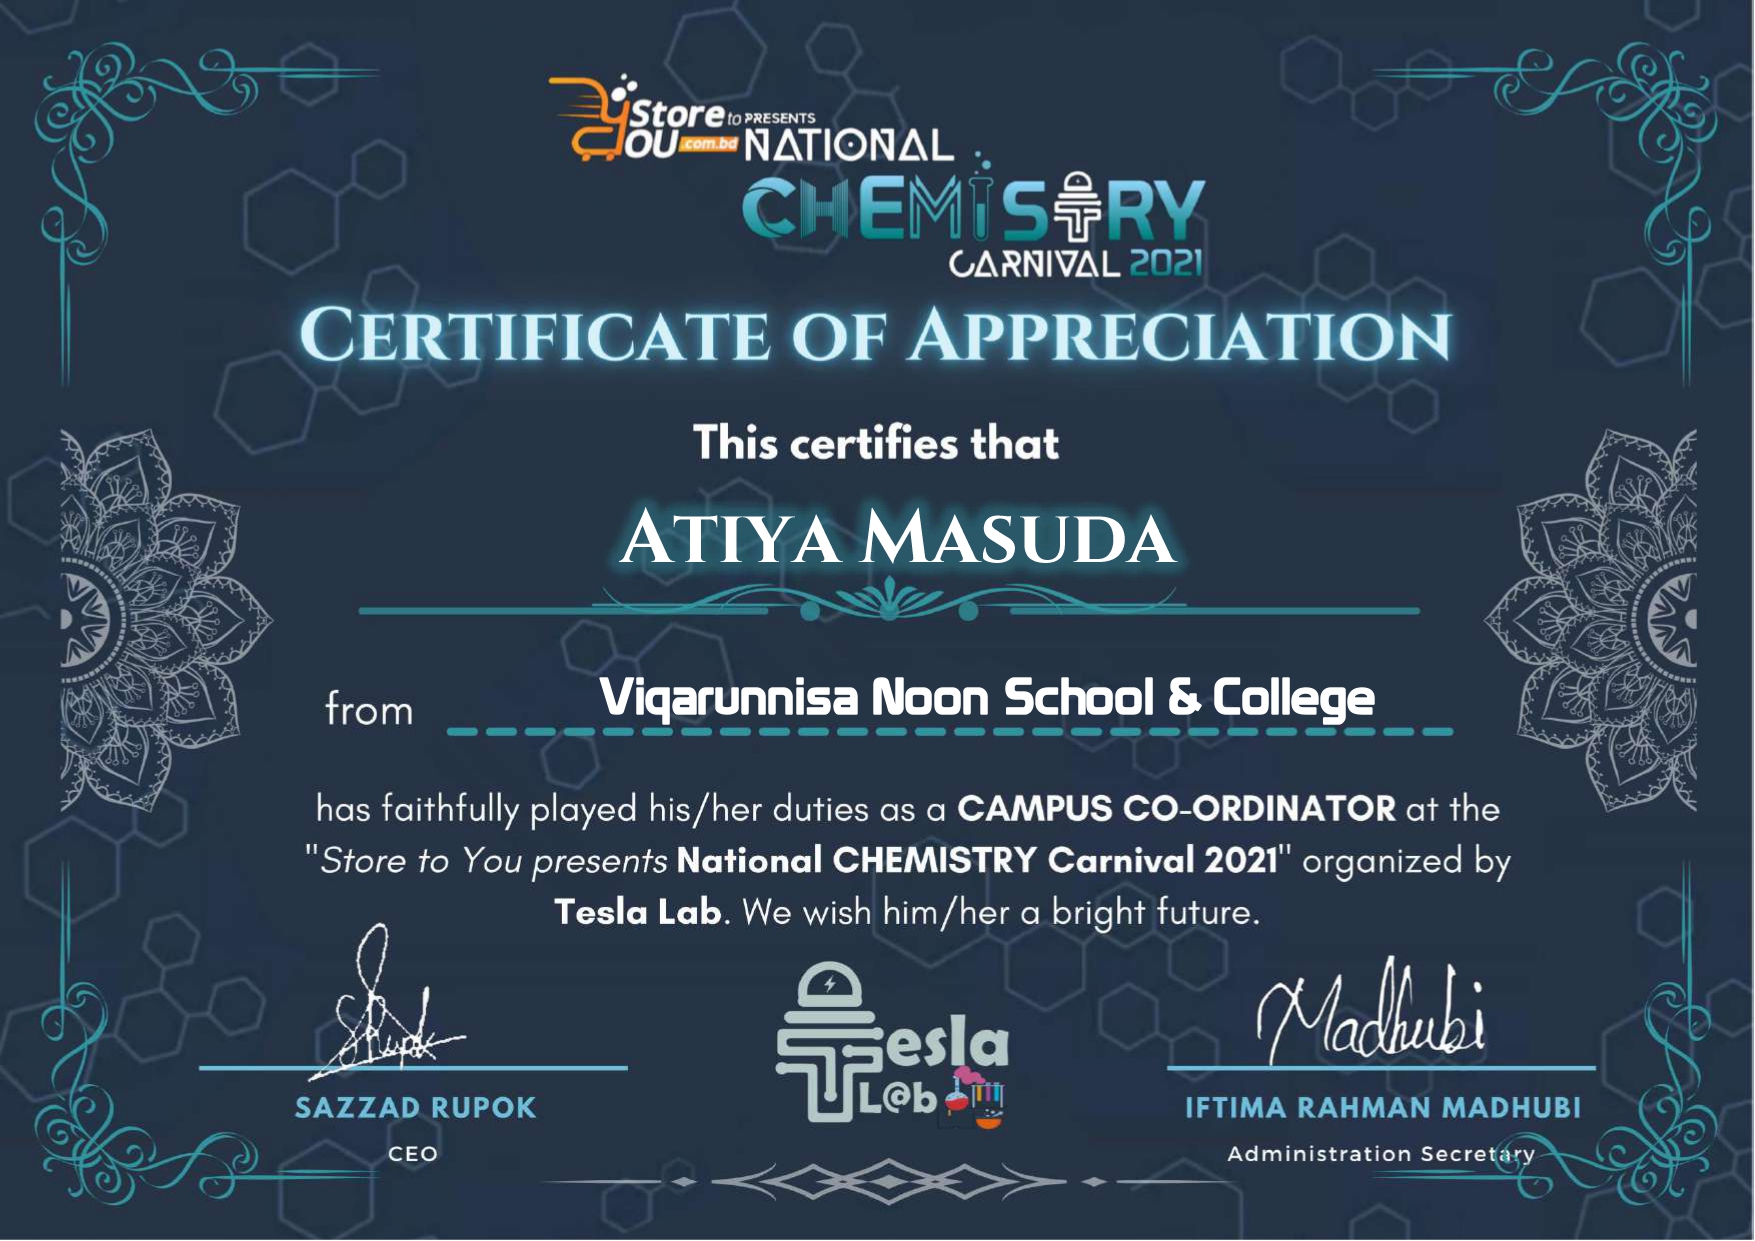 Store to YOU .com.bd PRESENTS
NATIONAL
CHEMISTRY
CARNIVAL 2021
CERTIFICATE OF APPRECIATION
This certifies that
ATIYA MASUDA
from Viqarunnisa Noon School & College
has faithfully played his/her duties as a CAMPUS CO-ORDINATOR at the
"Store to You presents National CHEMISTRY Carnival 2021" organized by
Tesla Lab. We wish him/her a bright future.
SRupok
Madhubi
Tesla
L@b
SAZZAD RUPOK
CEO
IFTIMA RAHMAN MADHUBI
Administration Secretary